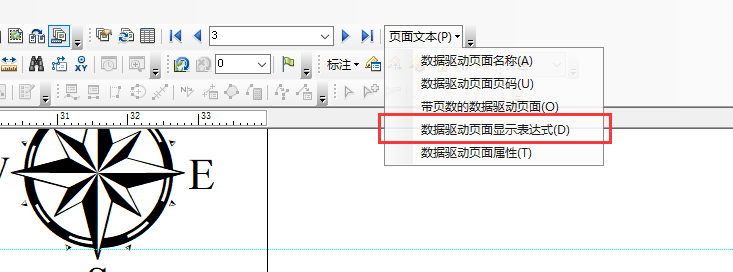 3
页面文本(P)
XY
0
标注
数据驱动页面名称(A)
数据驱动页面页码(U)
带页数的数据驱动页面(O)
数据驱动页面显示表达式(D)
数据驱动页面属性(T)
31 32 33
W E
S